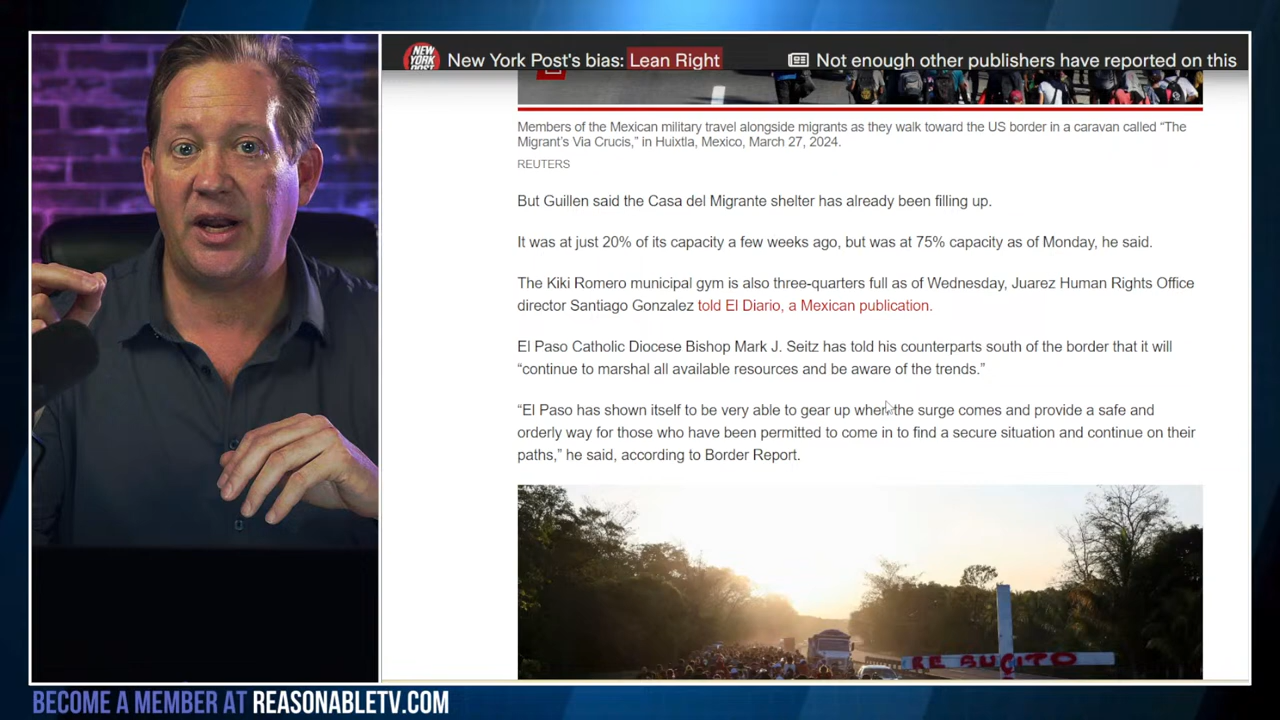 NEW YORK POST
New York Post's bias: Lean Right
Not enough other publishers have reported on this
Members of the Mexican military travel alongside migrants as they walk toward the US border in a caravan called “The
Migrant’s Via Crucis,” in Huixtla, Mexico, March 27, 2024.
REUTERS
But Guillen said the Casa del Migrante shelter has already been filling up.
It was at just 20% of its capacity a few weeks ago, but was at 75% capacity as of Monday, he said.
The Kiki Romero municipal gym is also three-quarters full as of Wednesday, Juarez Human Rights Office
director Santiago Gonzalez told El Diario, a Mexican publication.
El Paso Catholic Diocese Bishop Mark J. Seitz has told his counterparts south of the border that it will
“continue to marshal all available resources and be aware of the trends.”
“El Paso has shown itself to be very able to gear up when the surge comes and provide a safe and
orderly way for those who have been permitted to come in to find a secure situation and continue on their
paths,” he said, according to Border Report.
BECOME A MEMBER AT REASONABLETV.COM